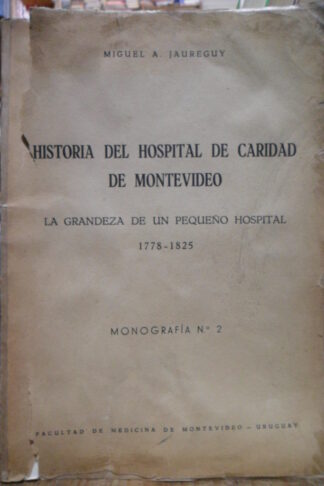 MIGUEL A. JAUREGUY
HISTORIA DEL HOSPITAL DE CARIDAD
DE MONTEVIDEO
LA GRANDEZA DE UN PEQUEÑO HOSPITAL
1778-1825
MONOGRAFÍA N.º 2
FACULTAD DE MEDICINA DE MONTEVIDEO — URUGUAY